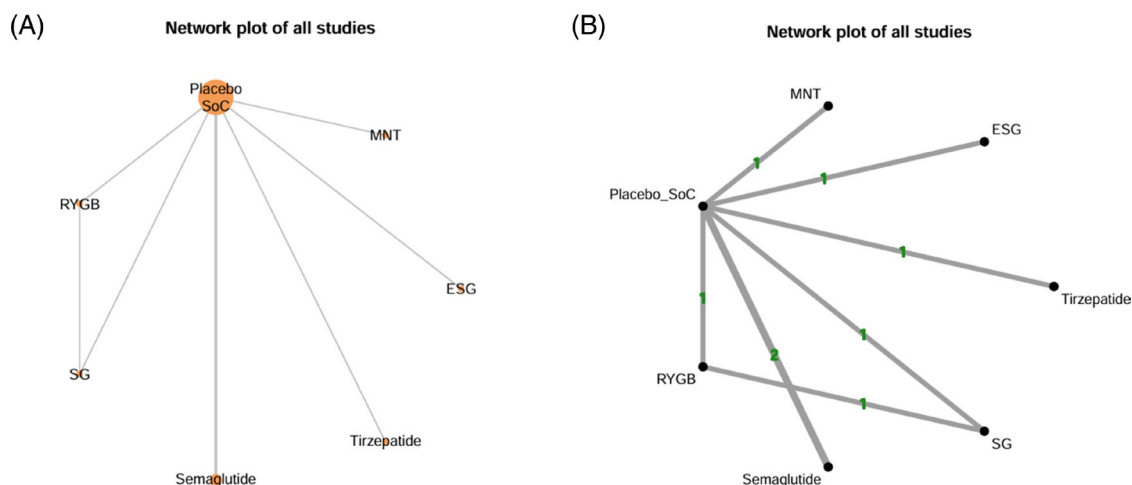 (A)
Network plot of all studies
Placebo
SoC
MNT
RYGB
ESG
SG
Tirzepatide
Semaglutide
(B)
Network plot of all studies
MNT
ESG
1
1
Placebo_SoC
1
Tirzepatide
1
1
2
RYGB
1
SG
Semaglutide